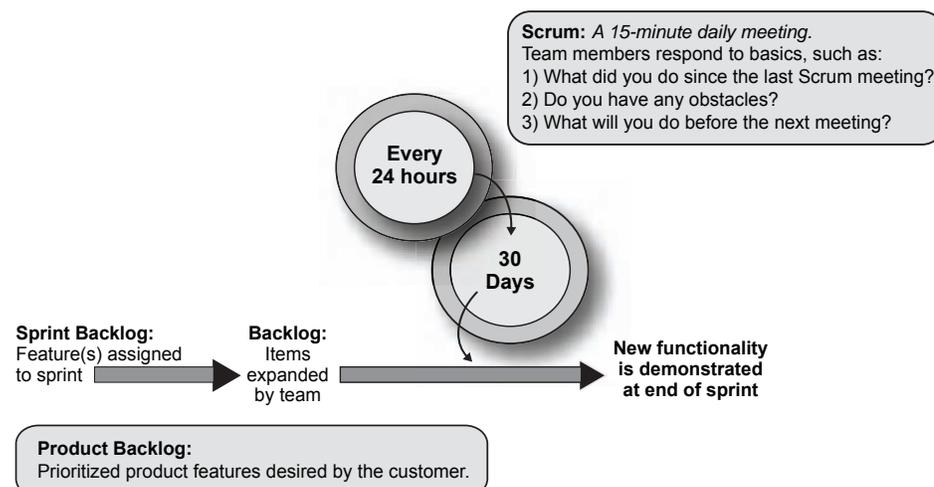 Scrum: A 15-minute daily meeting.
Team members respond to basics, such as:
1) What did you do since the last Scrum meeting?
2) Do you have any obstacles?
3) What will you do before the next meeting?
Every
24 hours
30
Days
Sprint Backlog:
Feature(s) assigned
to sprint
Backlog:
Items
expanded
by team
New functionality
is demonstrated
at end of sprint
Product Backlog:
Prioritized product features desired by the customer.